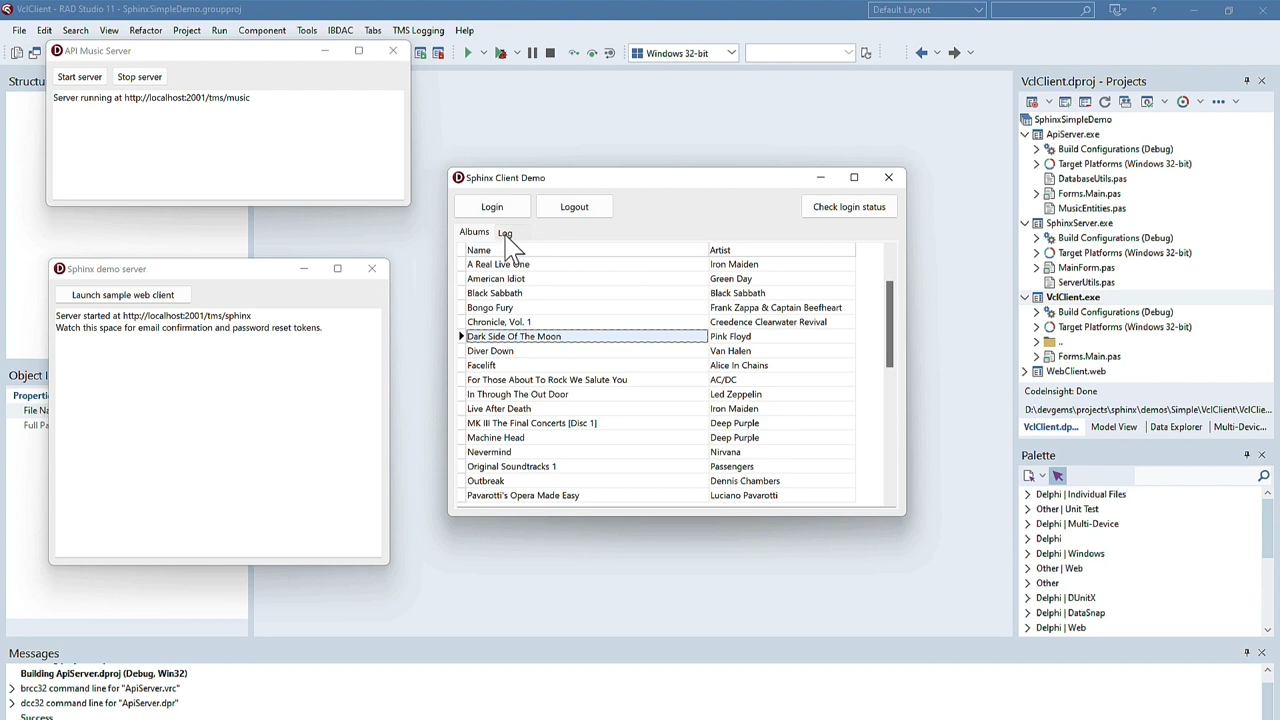 VclClient - RAD Studio 11 - SphinxSimpleDemo.groupproj
Default Layout
File Edit Search View Refactor Project Run Component Tools IBDAC Tabs TMS Logging Help
Windows 32-bit
API Music Server
Start server Stop server
Server running at http://localhost:2001/tms/music
Structu
Sphinx demo server
Launch sample web client
Server started at http://localhost:2001/tms/sphinx
Watch this space for email confirmation and password reset tokens.
Object I
Properti
File Na
Full Pa
Sphinx Client Demo
Login Logout Check login status
Albums Log
Name Artist
A Real Live One Iron Maiden
American Idiot Green Day
Black Sabbath Black Sabbath
Bongo Fury Frank Zappa & Captain Beefheart
Chronicle, Vol. 1 Creedence Clearwater Revival
Dark Side Of The Moon Pink Floyd
Diver Down Van Halen
Facelift Alice In Chains
For Those About To Rock We Salute You AC/DC
In Through The Out Door Led Zeppelin
Live After Death Iron Maiden
MK III The Final Concerts [Disc 1] Deep Purple
Machine Head Deep Purple
Nevermind Nirvana
Original Soundtracks 1 Passengers
Outbreak Dennis Chambers
Pavarotti's Opera Made Easy Luciano Pavarotti
VclClient.dproj - Projects
SphinxSimpleDemo
ApiServer.exe
Build Configurations (Debug)
Target Platforms (Windows 32-bit)
DatabaseUtils.pas
Forms.Main.pas
MusicEntities.pas
SphinxServer.exe
Build Configurations (Debug)
Target Platforms (Windows 32-bit)
MainForm.pas
ServerUtils.pas
VclClient.exe
Build Configurations (Debug)
Target Platforms (Windows 32-bit)
..
Forms.Main.pas
WebClient.web
CodeInsight: Done
D:\devgems\projects\sphinx\demos\Simple\VclClient\VclClie...
VclClient.dp... Model View Data Explorer Multi-Devic...
Palette
Delphi | Individual Files
Other | Unit Test
Delphi | Multi-Device
Delphi
Delphi | Windows
Other | Web
Other
Delphi | DUnitX
Delphi | DataSnap
Delphi | Web
Messages
Building ApiServer.dproj (Debug, Win32)
brcc32 command line for "ApiServer.vrc"
dcc32 command line for "ApiServer.dpr"
Success